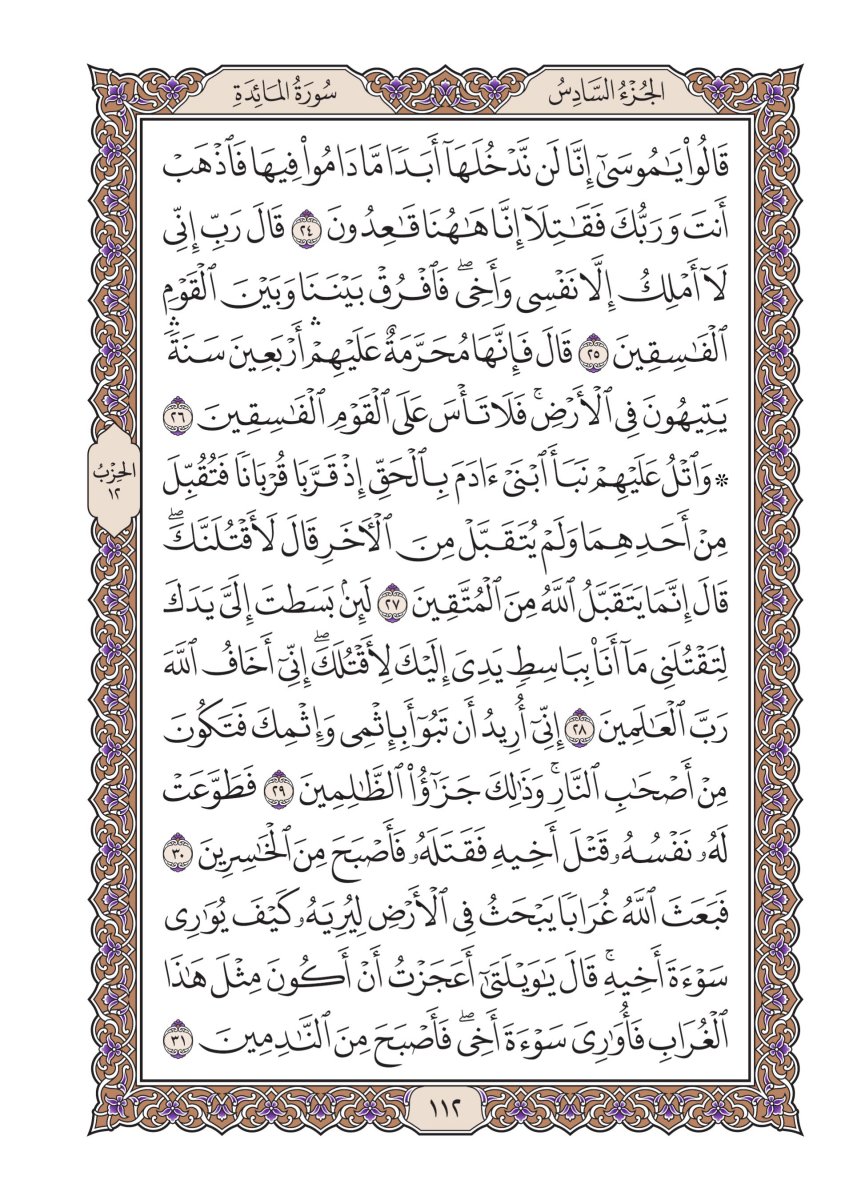 الجُزْءُ السَّادِسُ
سُورَةُ المَائِدَةِ
قَالُوا۟ يَـٰمُوسَىٰٓ إِنَّا لَن نَّدْخُلَهَآ أَبَدًا مَّا دَامُوا۟ فِيهَا فَٱذْهَبْ
أَنتَ وَرَبُّكَ فَقَـٰتِلَآ إِنَّا هَـٰهُنَا قَـٰعِدُونَ ٢٤ قَالَ رَبِّ إِنِّى
لَآ أَمْلِكُ إِلَّا نَفْسِى وَأَخِى ۖ فَٱفْرُقْ بَيْنَنَا وَبَيْنَ ٱلْقَوْمِ
ٱلْفَـٰسِقِينَ ٢٥ قَالَ فَإِنَّهَا مُحَرَّمَةٌ عَلَيْهِمْ ۛ أَرْبَعِينَ سَنَةً ۛ
يَتِيهُونَ فِى ٱلْأَرْضِ ۚ فَلَا تَأْسَ عَلَى ٱلْقَوْمِ ٱلْفَـٰسِقِينَ ٢٦
* وَٱتْلُ عَلَيْهِمْ نَبَأَ ٱبْنَىْ ءَادَمَ بِٱلْحَقِّ إِذْ قَرَّبَا قُرْبَانًا فَتُقُبِّلَ
الحِزْبُ
١٢
مِنْ أَحَدِهِمَا وَلَمْ يُتَقَبَّلْ مِنَ ٱلْـَٔاخَرِ قَالَ لَأَقْتُلَنَّكَ ۖ
قَالَ إِنَّمَا يَتَقَبَّلُ ٱللَّهُ مِنَ ٱلْمُتَّقِينَ ٢٧ لَئِنۢ بَسَطتَ إِلَىَّ يَدَكَ
لِتَقْتُلَنِى مَآ أَنَا۠ بِبَاسِطٍ يَدِىَ إِلَيْكَ لِأَقْتُلَكَ ۖ إِنِّىٓ أَخَافُ ٱللَّهَ
رَبَّ ٱلْعَـٰلَمِينَ ٢٨ إِنِّىٓ أُرِيدُ أَن تَبُوٓأَ بِإِثْمِى وَإِثْمِكَ فَتَكُونَ
مِنْ أَصْحَـٰبِ ٱلنَّارِ ۚ وَذَٰلِكَ جَزَٰٓؤُا۟ ٱلظَّـٰلِمِينَ ٢٩ فَطَوَّعَتْ
لَهُۥ نَفْسُهُۥ قَتْلَ أَخِيهِ فَقَتَلَهُۥ فَأَصْبَحَ مِنَ ٱلْخَـٰسِرِينَ ٣٠
فَبَعَثَ ٱللَّهُ غُرَابًا يَبْحَثُ فِى ٱلْأَرْضِ لِيُرِيَهُۥ كَيْفَ يُوَٰرِى
سَوْءَةَ أَخِيهِ ۚ قَالَ يَـٰوَيْلَتَىٰٓ أَعَجَزْتُ أَنْ أَكُونَ مِثْلَ هَـٰذَا
ٱلْغُرَابِ فَأُوَٰرِىَ سَوْءَةَ أَخِى ۖ فَأَصْبَحَ مِنَ ٱلنَّـٰدِمِينَ ٣١
١١٢